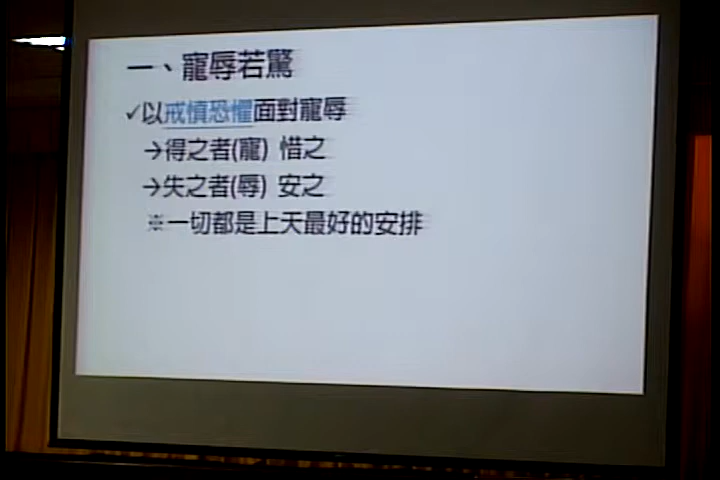 一、寵辱若驚
✓以戒慎恐懼面對寵辱
→得之者(寵) 惜之
→失之者(辱) 安之
※一切都是上天最好的安排